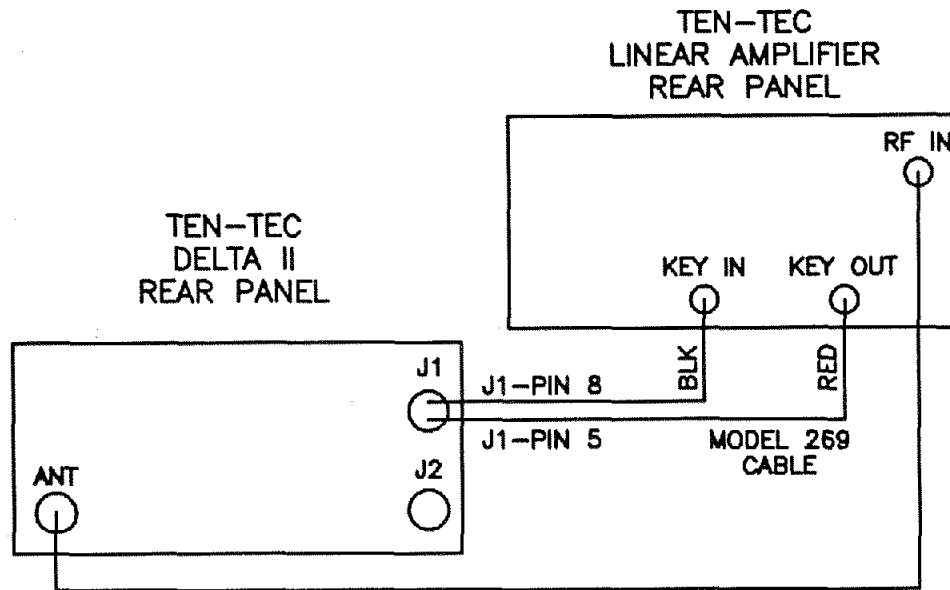 TEN-TEC
LINEAR AMPLIFIER
REAR PANEL
RF IN
KEY IN
KEY OUT
BLK
RED
TEN-TEC
DELTA II
REAR PANEL
J1
J1-PIN 8
J1-PIN 5
MODEL 269
CABLE
J2
ANT